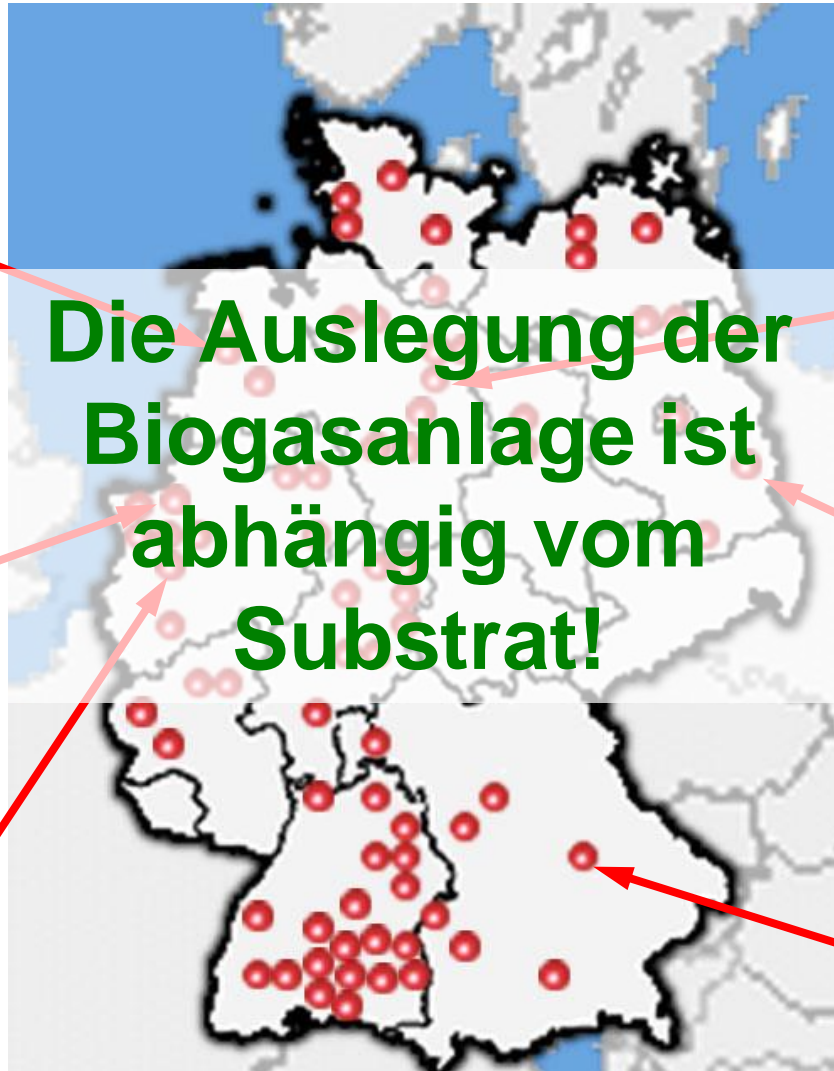 Die Auslegung der
Biogasanlage ist
abhängig vom
Substrat!